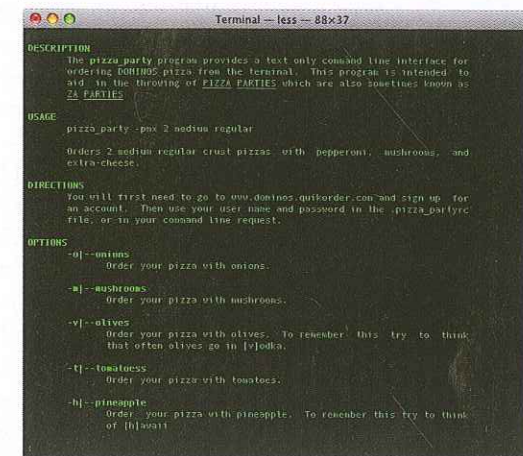 Terminal — less — 88×37
DESCRIPTION
The pizza_party program provides a text only command line interface for
ordering DOMINOS pizza from the terminal. This program is intended to
aid in the throwing of PIZZA PARTIES which are also sometimes known as
ZA PARTIES
USAGE
pizza_party -pmx 2 medium regular
Orders 2 medium regular crust pizzas with pepperoni, mushrooms, and
extra-cheese.
DIRECTIONS
You will first need to go to www.dominos.quikorder.com and sign up for
an account. Then use your user name and password in the .pizza_partyrc
file, or in your command line request.
OPTIONS
-o|--onions
Order your pizza with onions.
-m|--mushrooms
Order your pizza with mushrooms.
-v|--olives
Order your pizza with olives. To remember this try to think
that often olives go in [v]odka.
-t|--tomatoess
Order your pizza with tomatoes.
-h|--pineapple
Order your pizza with pineapple. To remember this try to think
of [h]awaii
: